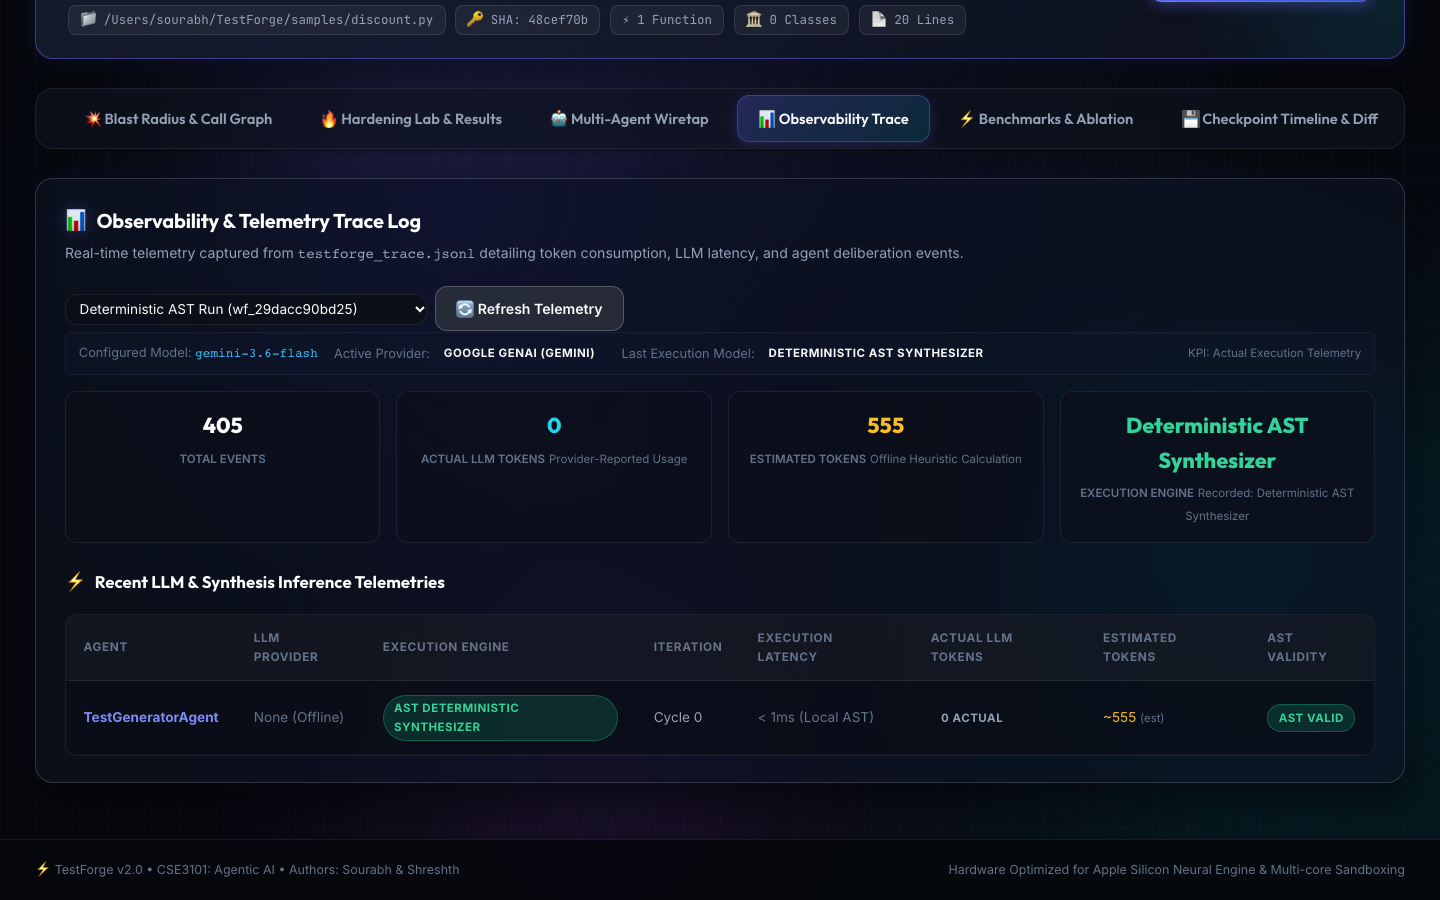 /Users/sourabh/TestForge/samples/discount.py SHA: 48cef70b 1 Function 0 Classes 20 Lines
Blast Radius & Call Graph Hardening Lab & Results Multi-Agent Wiretap Observability Trace Benchmarks & Ablation Checkpoint Timeline & Diff
Observability & Telemetry Trace Log
Real-time telemetry captured from testforge_trace.jsonl detailing token consumption, LLM latency, and agent deliberation events.
Deterministic AST Run (wf_29dacc90bd25) Refresh Telemetry
Configured Model: gemini-3.6-flash Active Provider: GOOGLE GENAI (GEMINI) Last Execution Model: DETERMINISTIC AST SYNTHESIZER KPI: Actual Execution Telemetry
405
TOTAL EVENTS
0
ACTUAL LLM TOKENS Provider-Reported Usage
555
ESTIMATED TOKENS Offline Heuristic Calculation
Deterministic AST
Synthesizer
EXECUTION ENGINE Recorded: Deterministic AST
Synthesizer
Recent LLM & Synthesis Inference Telemetries
AGENT
LLM
PROVIDER
EXECUTION ENGINE
ITERATION
EXECUTION
LATENCY
ACTUAL LLM
TOKENS
ESTIMATED
TOKENS
AST
VALIDITY
TestGeneratorAgent
None (Offline)
AST DETERMINISTIC
SYNTHESIZER
Cycle 0
< 1ms (Local AST)
0 ACTUAL
~555 (est)
AST VALID
TestForge v2.0 • CSE3101: Agentic AI • Authors: Sourabh & Shreshth
Hardware Optimized for Apple Silicon Neural Engine & Multi-core Sandboxing